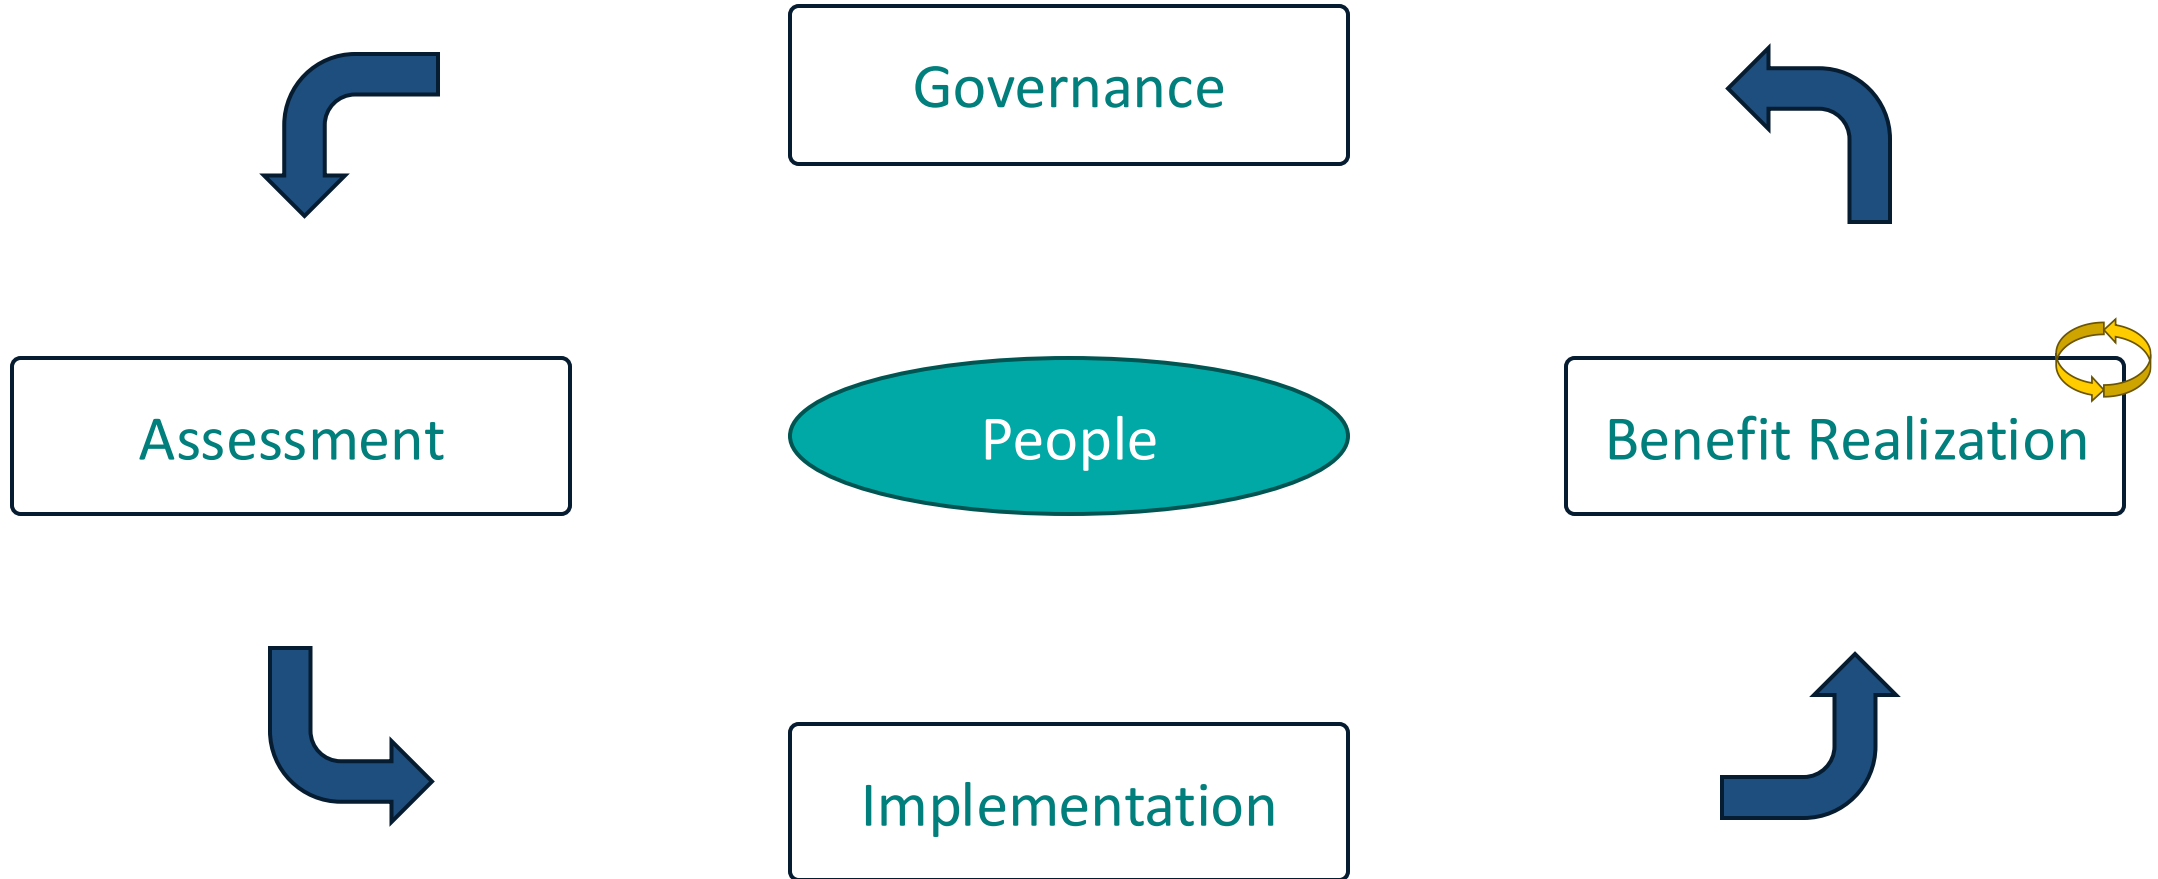 Governance
Assessment
People
Benefit Realization
Implementation